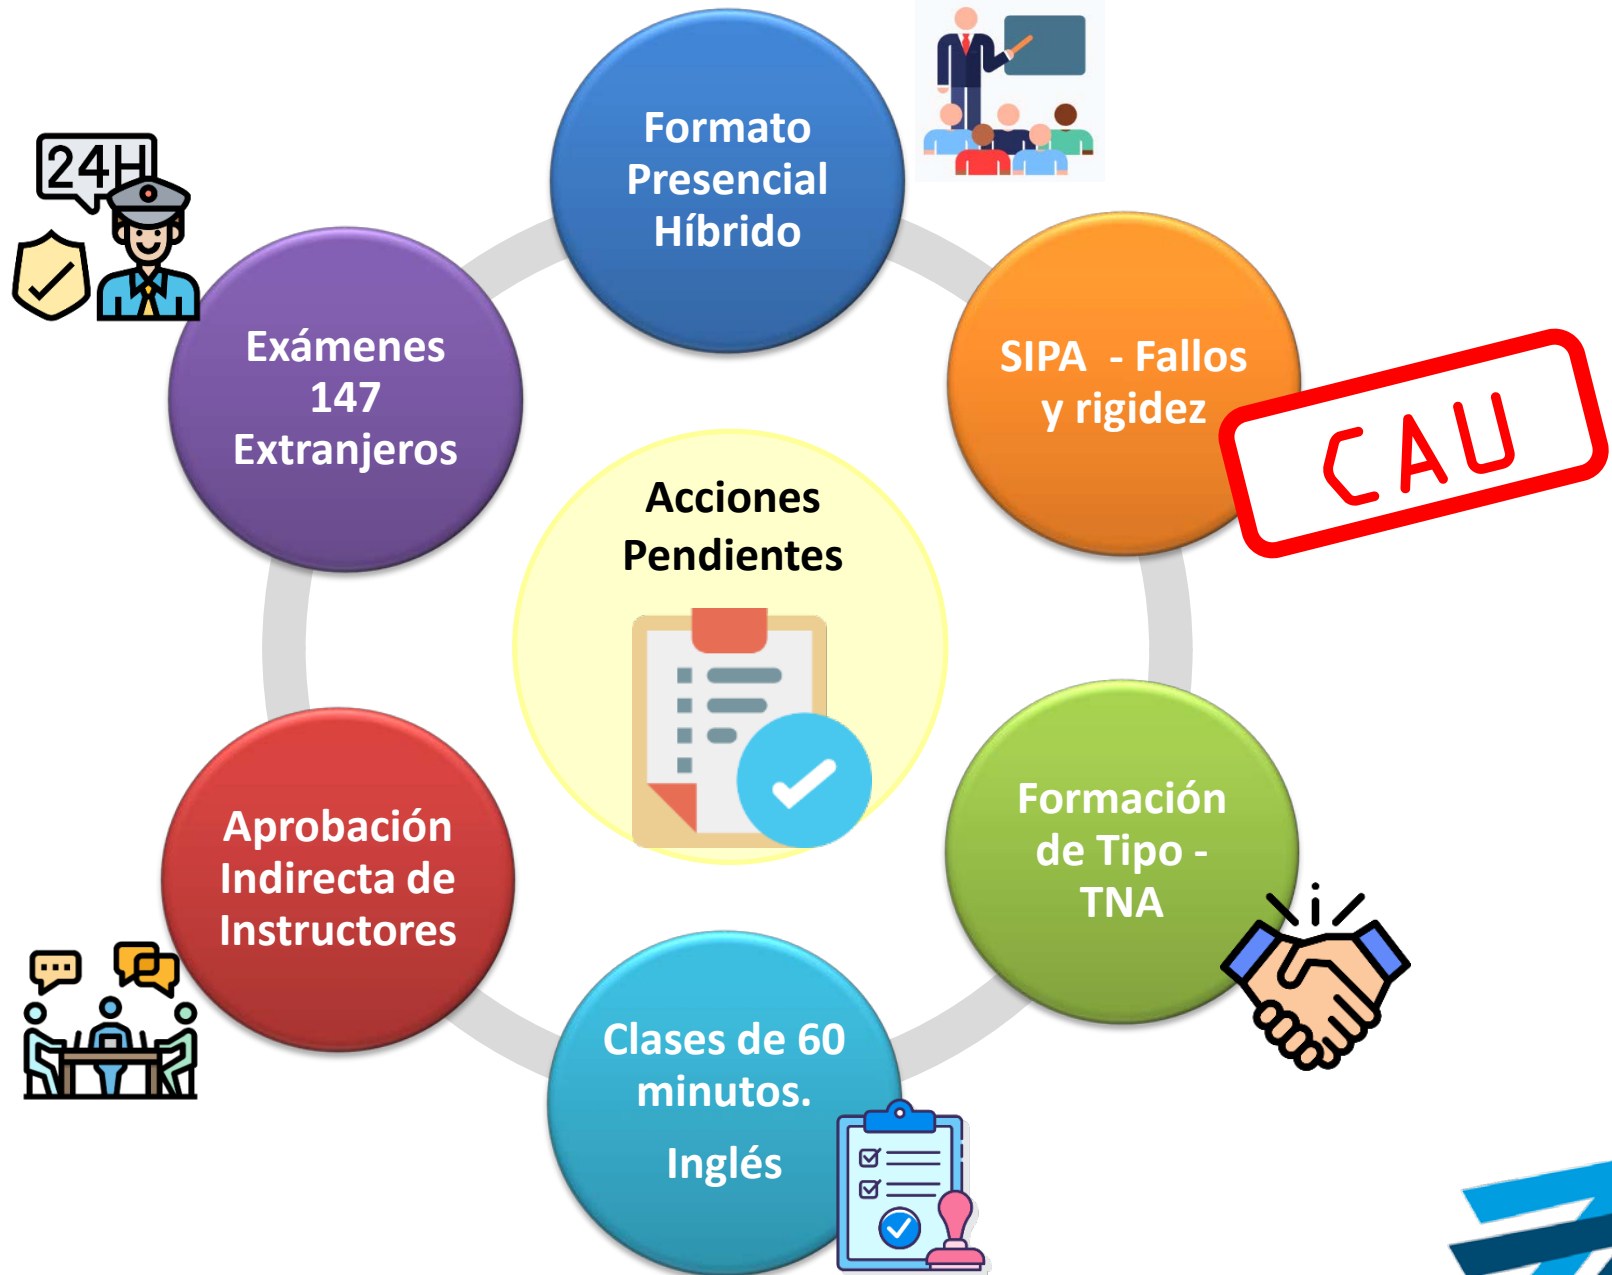 Formato
Presencial
Híbrido
SIPA  - Fallos
y rigidez
CAU
Formación
de Tipo -
TNA
Clases de 60
minutos.
Inglés
Aprobación
Indirecta de
Instructores
Exámenes
147
Extranjeros
24H
Acciones
Pendientes